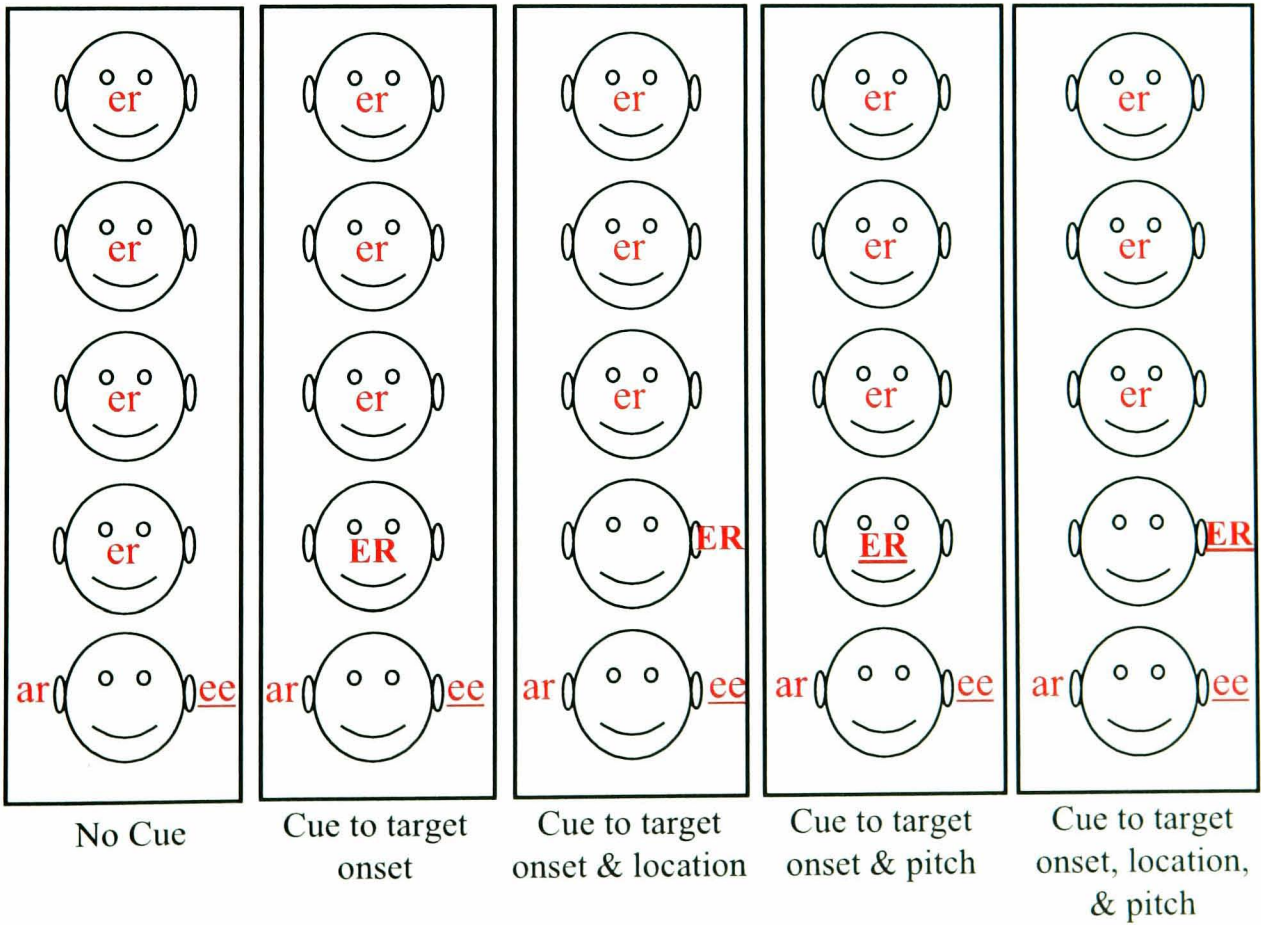 er er er er er
er er er er er
er er er er er
er ER ER ER ER
ar ee ar ee ar ee ar ee ar ee
No Cue
Cue to target
onset
Cue to target
onset & location
Cue to target
onset & pitch
Cue to target
onset, location,
& pitch